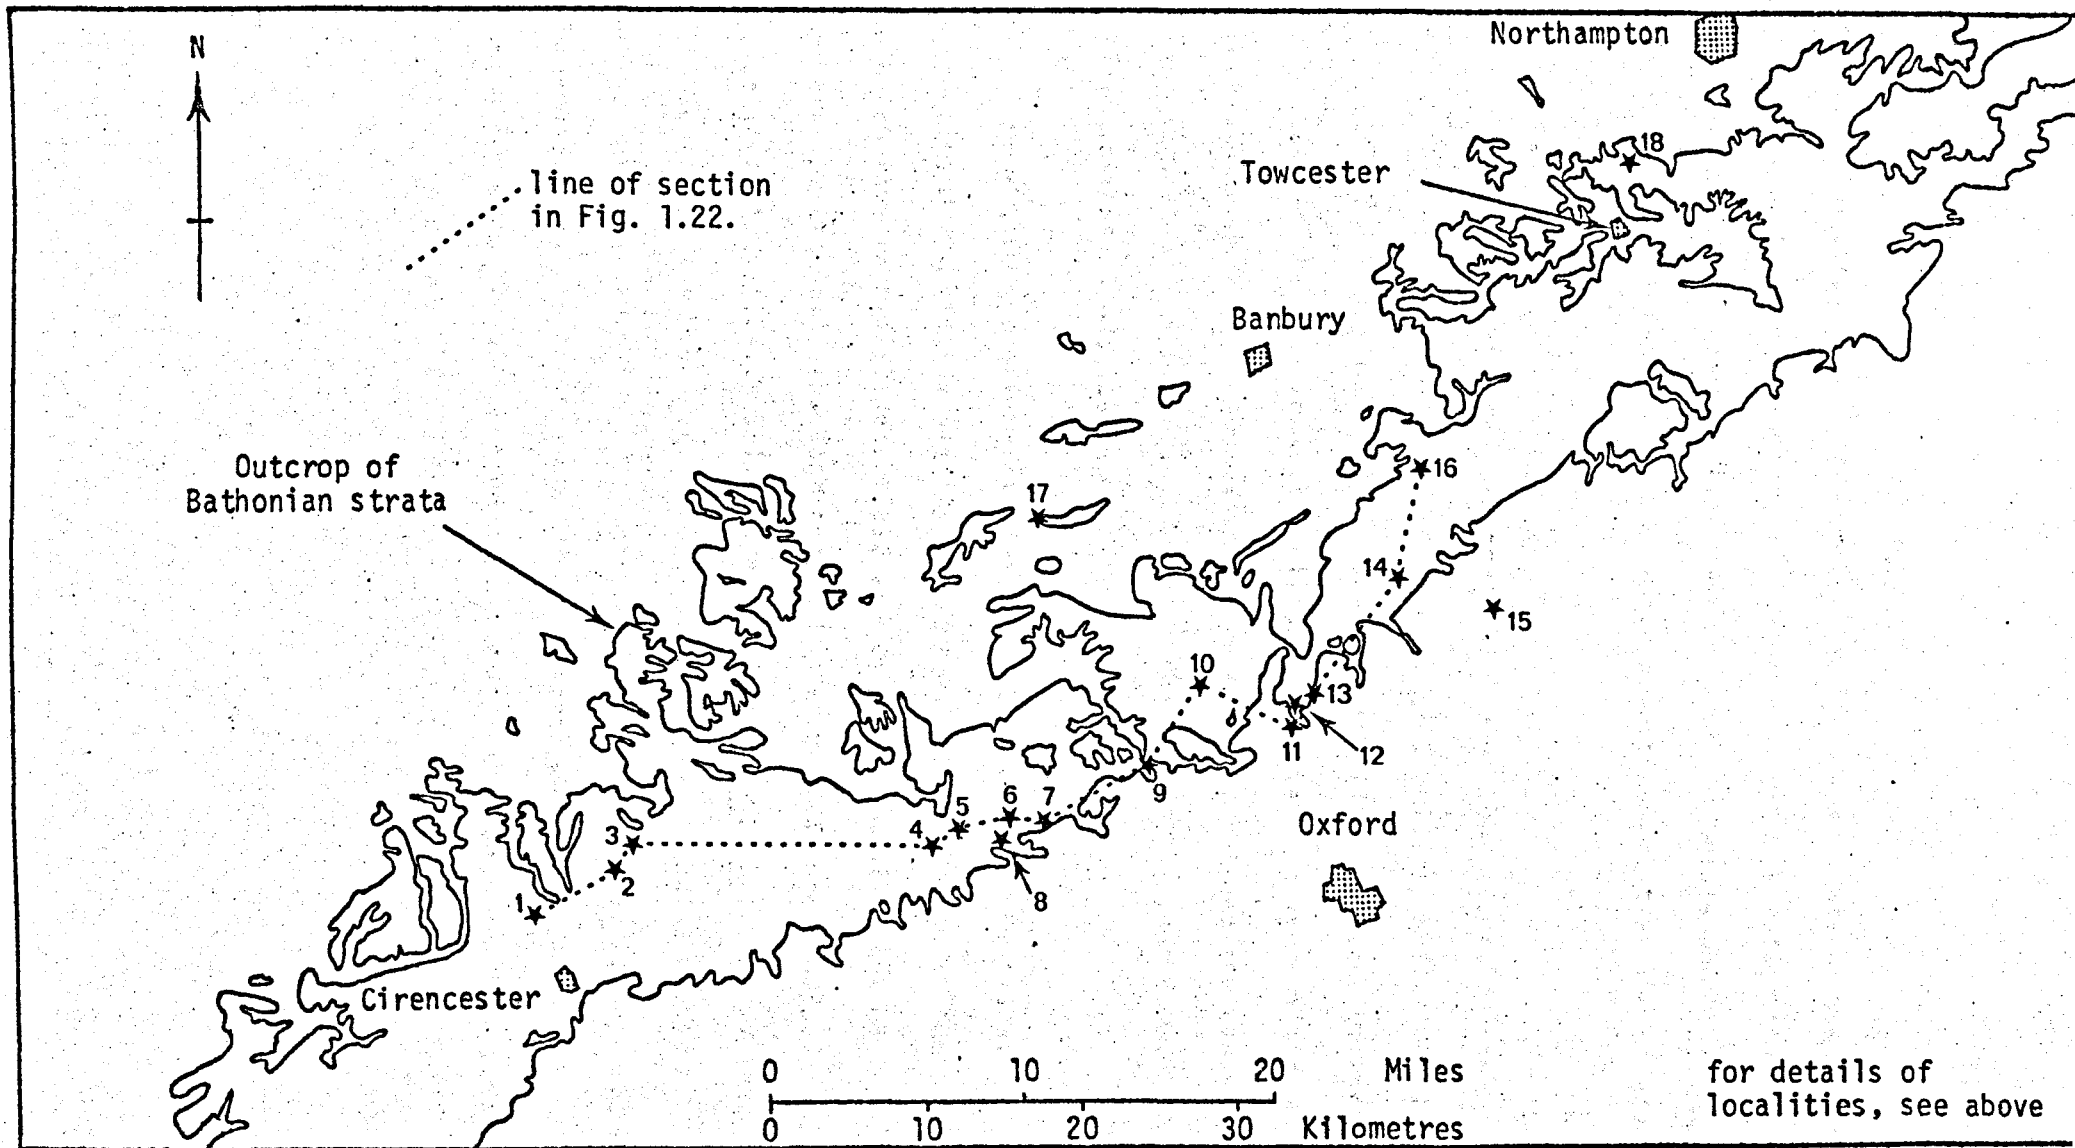 Northampton
N
18
Towcester
line of section
in Fig. 1.22.
Banbury
Outcrop of
Bathonian strata
16
17
14
15
10
13
11
12
9
6
7
5
4
3
8
2
1
Oxford
Cirencester
0 10 20 Miles
0 10 20 30 Kilometres
for details of
localities, see above